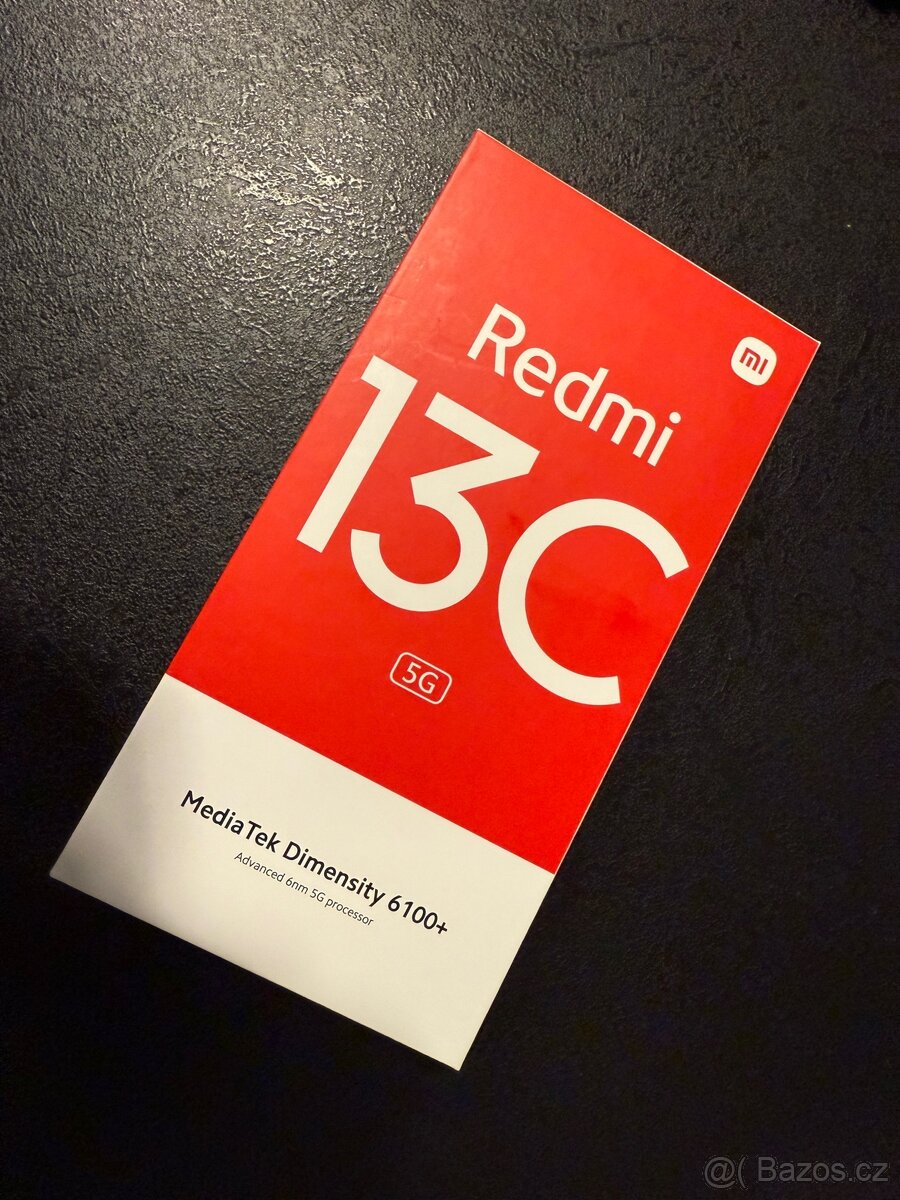 mi
Redmi
13C
5G
MediaTek Dimensity 6100+
Advanced 6nm 5G processor
@( Bazos.cz